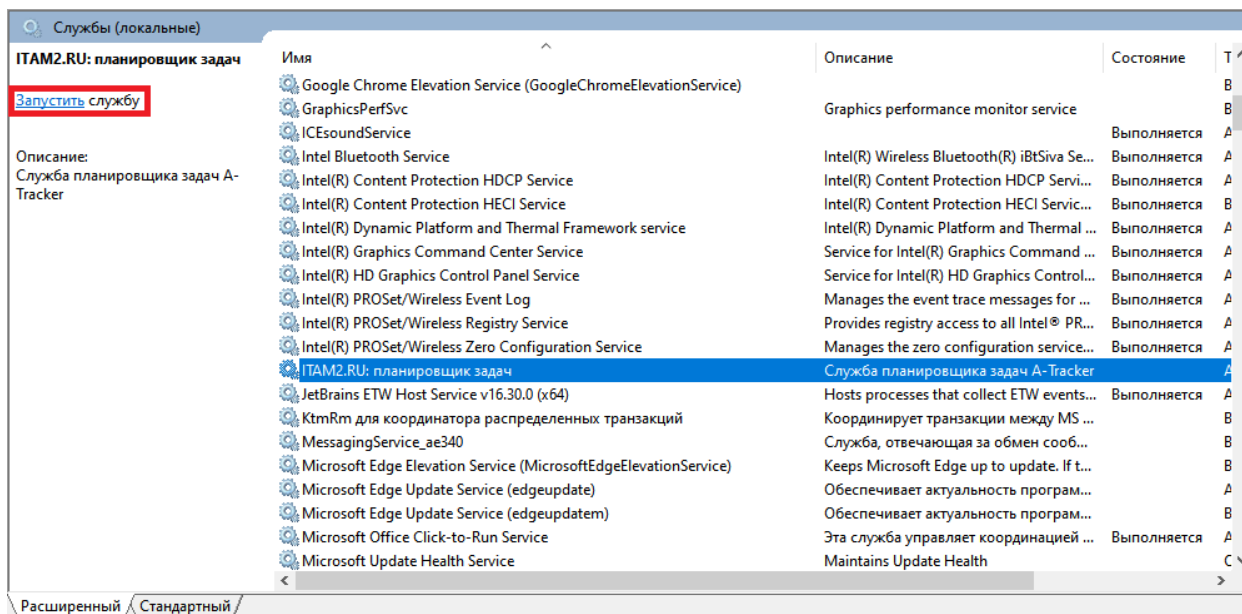 Службы (локальные)
ITAM2.RU: планировщик задач
Запустить службу
Описание:
Служба планировщика задач A-
Tracker
Имя Описание Состояние Т
Google Chrome Elevation Service (GoogleChromeElevationService) В
GraphicsPerfSvc Graphics performance monitor service В
ICEsoundService Выполняется А
Intel Bluetooth Service Intel(R) Wireless Bluetooth(R) iBtSiva Se... Выполняется А
Intel(R) Content Protection HDCP Service Intel(R) Content Protection HDCP Servi... Выполняется А
Intel(R) Content Protection HECI Service Intel(R) Content Protection HECI Servic... Выполняется В
Intel(R) Dynamic Platform and Thermal Framework service Intel(R) Dynamic Platform and Thermal ... Выполняется А
Intel(R) Graphics Command Center Service Service for Intel(R) Graphics Command ... Выполняется А
Intel(R) HD Graphics Control Panel Service Service for Intel(R) HD Graphics Control... Выполняется А
Intel(R) PROSet/Wireless Event Log Manages the event trace messages for ... Выполняется А
Intel(R) PROSet/Wireless Registry Service Provides registry access to all Intel® PR... Выполняется А
Intel(R) PROSet/Wireless Zero Configuration Service Manages the zero configuration service... Выполняется А
ITAM2.RU: планировщик задач Служба планировщика задач A-Tracker А
JetBrains ETW Host Service v16.30.0 (x64) Hosts processes that collect ETW events... Выполняется А
KtmRm для координатора распределенных транзакций Координирует транзакции между MS ... В
MessagingService_ae340 Служба, отвечающая за обмен сооб... В
Microsoft Edge Elevation Service (MicrosoftEdgeElevationService) Keeps Microsoft Edge up to update. If t... В
Microsoft Edge Update Service (edgeupdate) Обеспечивает актуальность програм... А
Microsoft Edge Update Service (edgeupdatem) Обеспечивает актуальность програм... В
Microsoft Office Click-to-Run Service Эта служба управляет координацией ... Выполняется А
Microsoft Update Health Service Maintains Update Health О
Расширенный Стандартный